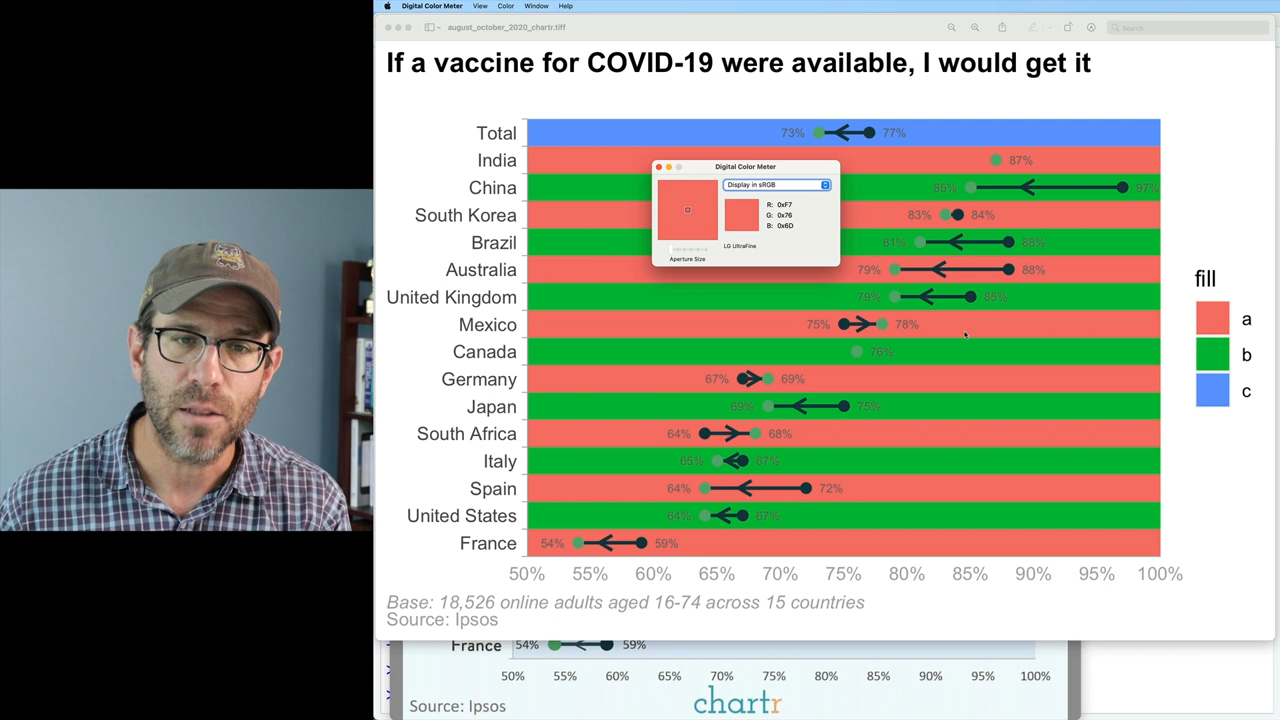 Digital Color Meter View Color Window Help
august_october_2020_chartr.tiff
Search
If a vaccine for COVID-19 were available, I would get it
Total 73% 77%
India 87%
China 85% 97%
South Korea 83% 84%
Brazil 81% 88%
Australia 79% 88%
United Kingdom 79% 85%
Mexico 75% 78%
Canada 76%
Germany 67% 69%
Japan 69% 75%
South Africa 64% 68%
Italy 65% 67%
Spain 64% 72%
United States 64% 67%
France 54% 59%
50% 55% 60% 65% 70% 75% 80% 85% 90% 95% 100%
Base: 18,526 online adults aged 16-74 across 15 countries
Source: Ipsos
fill
a
b
c
Digital Color Meter
Display in sRGB
R: 0xF7
G: 0x76
B: 0x6D
LG UltraFine
Aperture Size
France 54% 59%
50% 55% 60% 65% 70% 75% 80% 85% 90% 95% 100%
Source: Ipsos
chartr